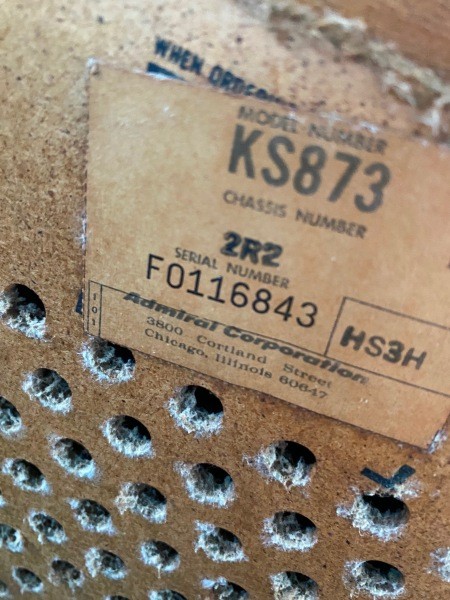 WHEN ORDERING
MODEL NUMBER
KS873
CHASSIS NUMBER
2R2
SERIAL NUMBER
F0116843
HS3H
101
Admiral Corporation
3800 Cortland Street
Chicago, Illinois 60647